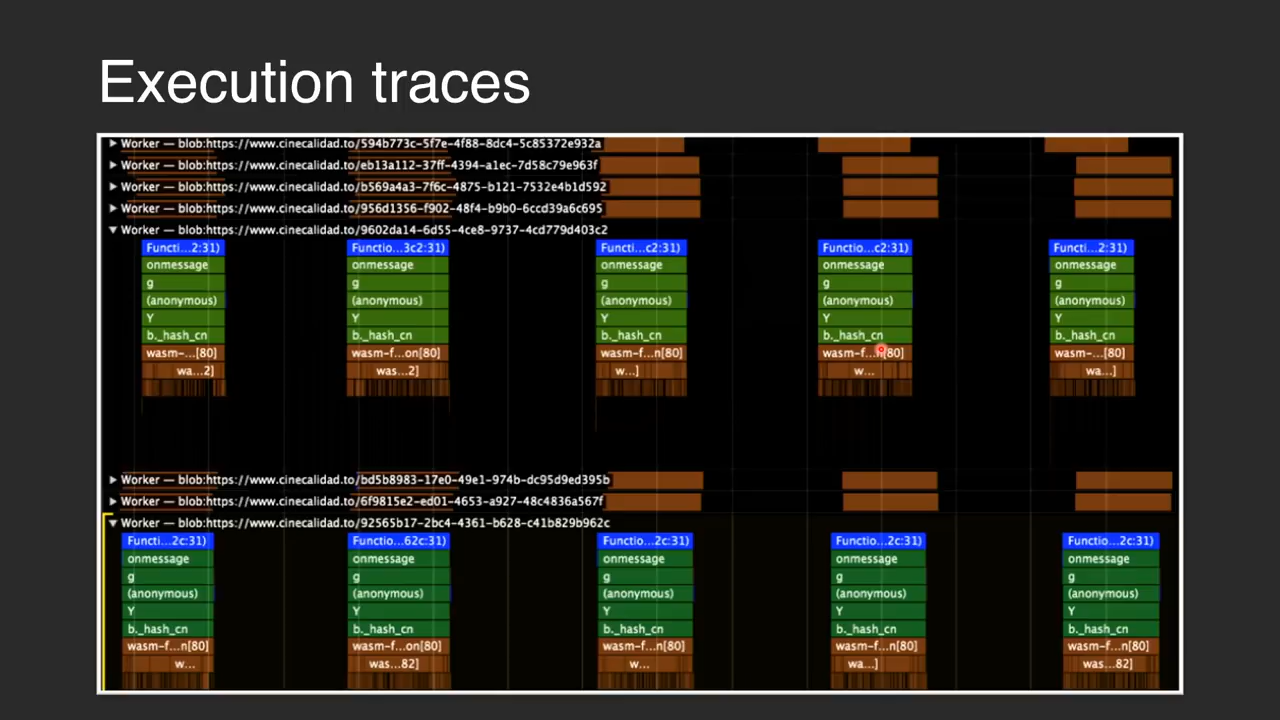 Execution traces
Worker — blob:https://www.cinecalidad.to/594b773c-5f7e-4f88-8dc4-5c85372e932a
Worker — blob:https://www.cinecalidad.to/eb13a112-37ff-4394-a1ec-7d58c79e963f
Worker — blob:https://www.cinecalidad.to/b569a4a3-7f6c-4875-b121-7532e4b1d592
Worker — blob:https://www.cinecalidad.to/956d1356-f902-48f4-b9b0-6ccd39a6c695
Worker — blob:https://www.cinecalidad.to/9602da14-6d55-4ce8-9737-4cd779d403c2
Functi...2:31) Functio...3c2:31) Functio...c2:31) Functio...c2:31) Functi...2:31)
onmessage onmessage onmessage onmessage onmessage
g g g g g
(anonymous) (anonymous) (anonymous) (anonymous) (anonymous)
Y Y Y Y Y
b._hash_cn b._hash_cn b._hash_cn b._hash_cn b._hash_cn
wasm-...[80] wasm-f...on[80] wasm-f...n[80] wasm-f...n[80] wasm-...[80]
wa...2] was...2] w...] w... wa...]
Worker — blob:https://www.cinecalidad.to/bd5b8983-17e0-49e1-974b-dc95d9ed395b
Worker — blob:https://www.cinecalidad.to/6f9815e2-ed01-4653-a927-48c4836a567f
Worker — blob:https://www.cinecalidad.to/92565b17-2bc4-4361-b628-c41b829b962c
Functio...2c:31) Functio...62c:31) Functio...2c:31) Functio...2c:31) Functio...2c:31)
onmessage onmessage onmessage onmessage onmessage
g g g g g
(anonymous) (anonymous) (anonymous) (anonymous) (anonymous)
Y Y Y Y Y
b._hash_cn b._hash_cn b._hash_cn b._hash_cn b._hash_cn
wasm-f...n[80] wasm-f...on[80] wasm-f...n[80] wasm-f...n[80] wasm-f...n[80]
w... was...82] w... wa...] was...82]